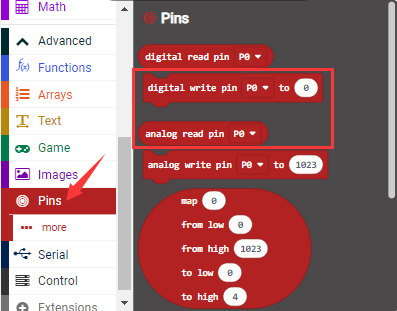 Math
Advanced
Functions
Arrays
Text
Game
Images
Pins
more
Serial
Control
Extensions
Pins
digital read pin P0
digital write pin P0 to 0
analog read pin P0
analog write pin P0 to 1023
map 0
from low 0
from high 1023
to low 0
to high 4